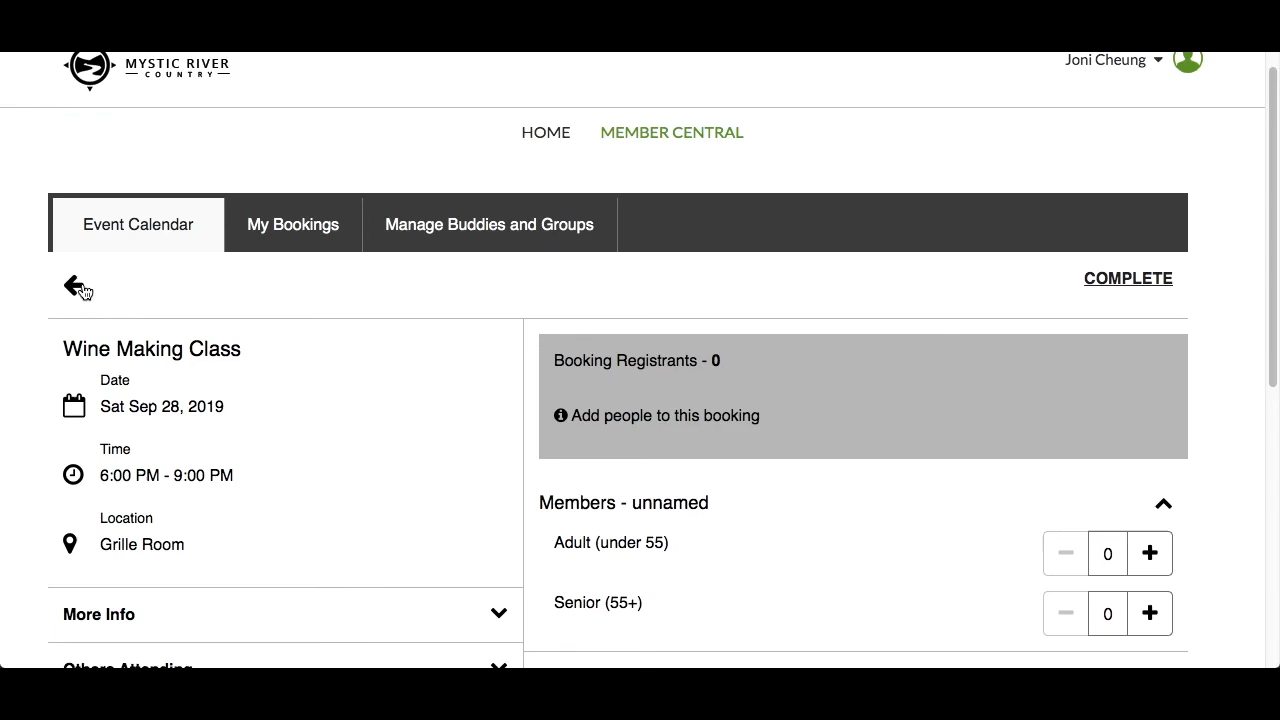 MYSTIC RIVER
COUNTRY
Joni Cheung
HOME
MEMBER CENTRAL
Event Calendar
My Bookings
Manage Buddies and Groups
COMPLETE
Wine Making Class
Date
Sat Sep 28, 2019
Time
6:00 PM - 9:00 PM
Location
Grille Room
More Info
Others Attending
Booking Registrants - 0
Add people to this booking
Members - unnamed
Adult (under 55)
0
Senior (55+)
0